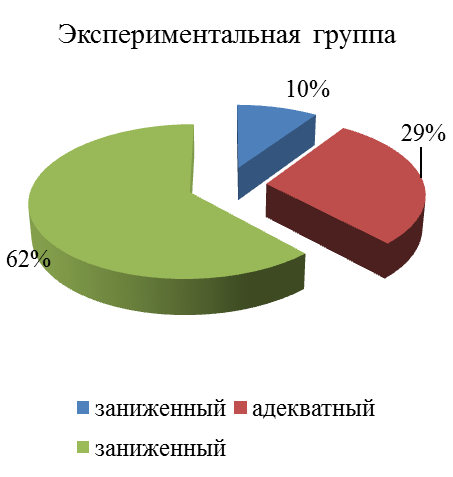 Экспериментальная группа
10%
29%
62%
заниженный адекватный
заниженный